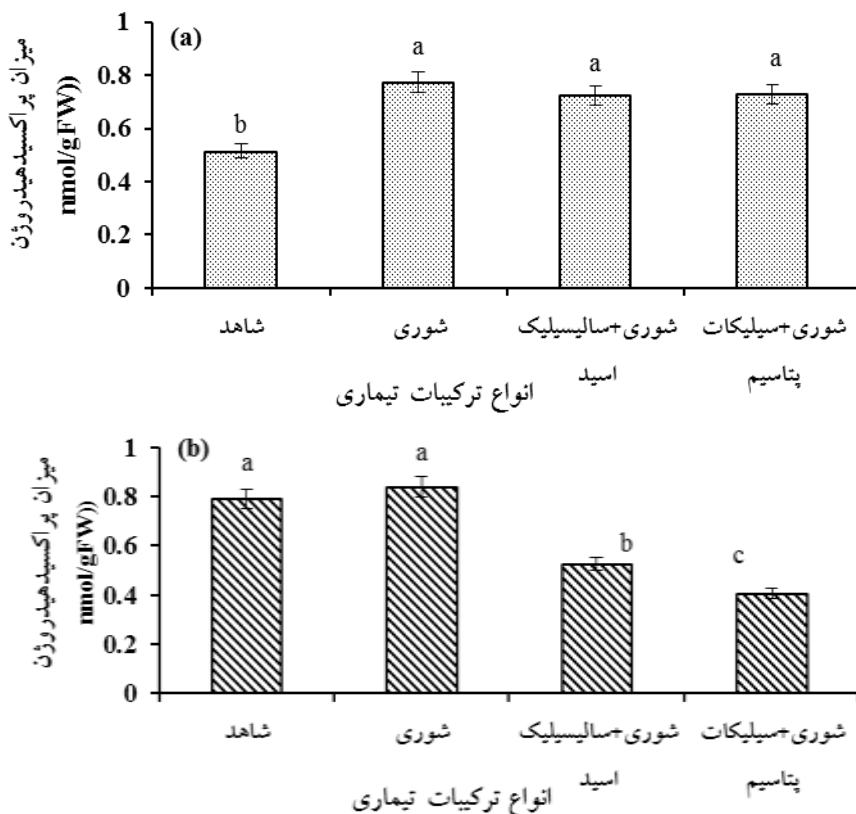 (a)
میزان پراکسیدهیدروژن
nmol/gFW))
1
0.8
0.6
0.4
0.2
0
b
a
a
a
شاهد
شوری
شوری+سالیسیلیک
اسید
شوری+سیلیکات
پتاسیم
انواع ترکیبات تیماری
(b)
میزان پراکسیدهیدروژن
nmol/gFW))
1
0.8
0.6
0.4
0.2
0
a
a
b
c
شاهد
شوری
شوری+سالیسیلیک
اسید
شوری+سیلیکات
پتاسیم
انواع ترکیبات تیماری